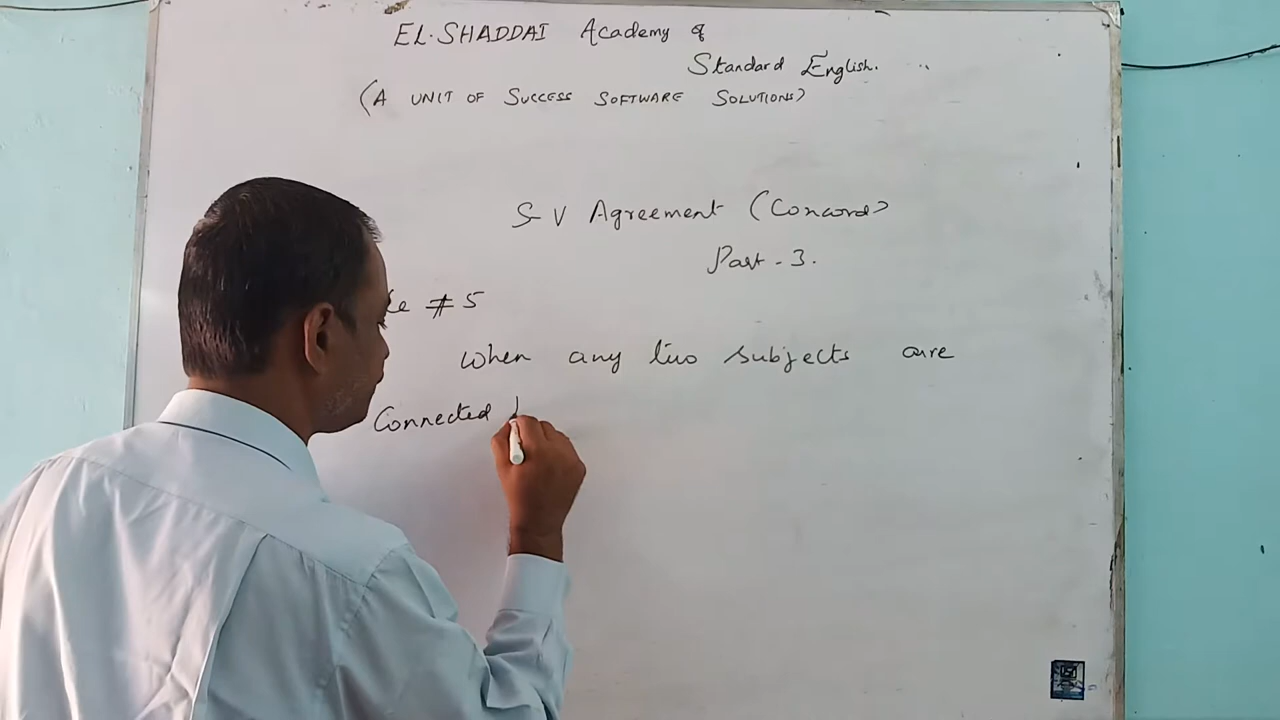 EL.SHADDAI Academy of
Standard English.
(A UNIT OF SUCCESS SOFTWARE SOLUTIONS)
S-V Agreement (Concord)
Part-3.
#5
when any two subjects are
Connected